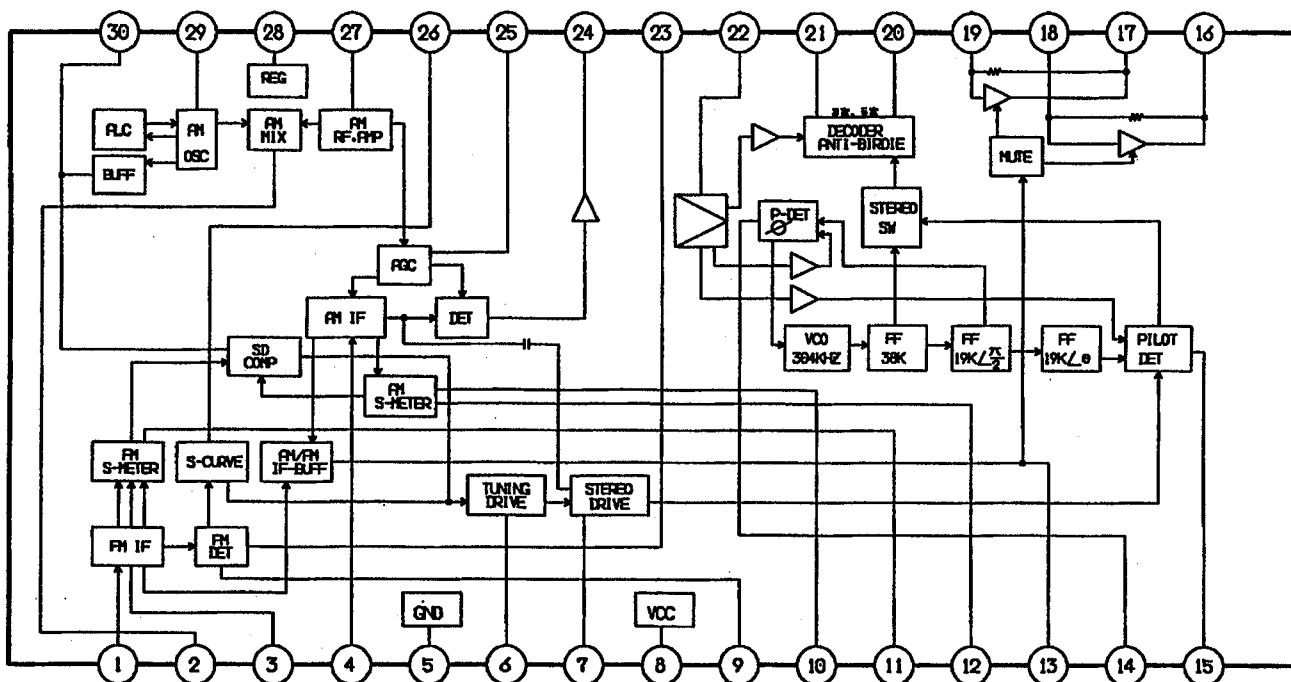 30 29 28 27 26 25 24 23 22 21 20 19 18 17 16
REG
ALC
AM
OSC
AM
MIX
AM
RF.AMP
BUFF
3次, 5次
DECODER
ANTI-BIRDIE
MUTE
P-DET
STEREO
SW
AGC
AM IF
DET
SD
COMP
VCO
304KHZ
FF
38K
FF
19K∠π/2
FF
19K∠0
PILOT
DET
AM
S-METER
FM
S-METER
S-CURVE
AM/FM
IF-BUFF
TUNING
DRIVE
STEREO
DRIVE
FM IF
FM
DET
GND
VCC
1 2 3 4 5 6 7 8 9 10 11 12 13 14 15